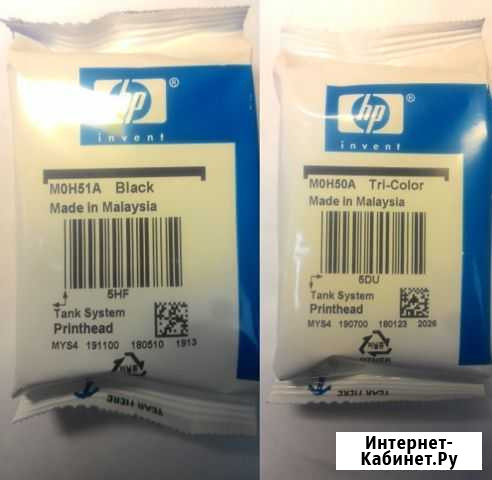 hp®
invent
M0H51A Black
Made in Malaysia
5HF
Tank System
Printhead
MYS4 191100 180510 1913
TEAR HERE
hp®
invent
M0H50A Tri-Color
Made in Malaysia
5DU
Tank System
Printhead
MYS4 190700 180123 2026
TEAR HERE
Интернет-
Кабинет.Ру